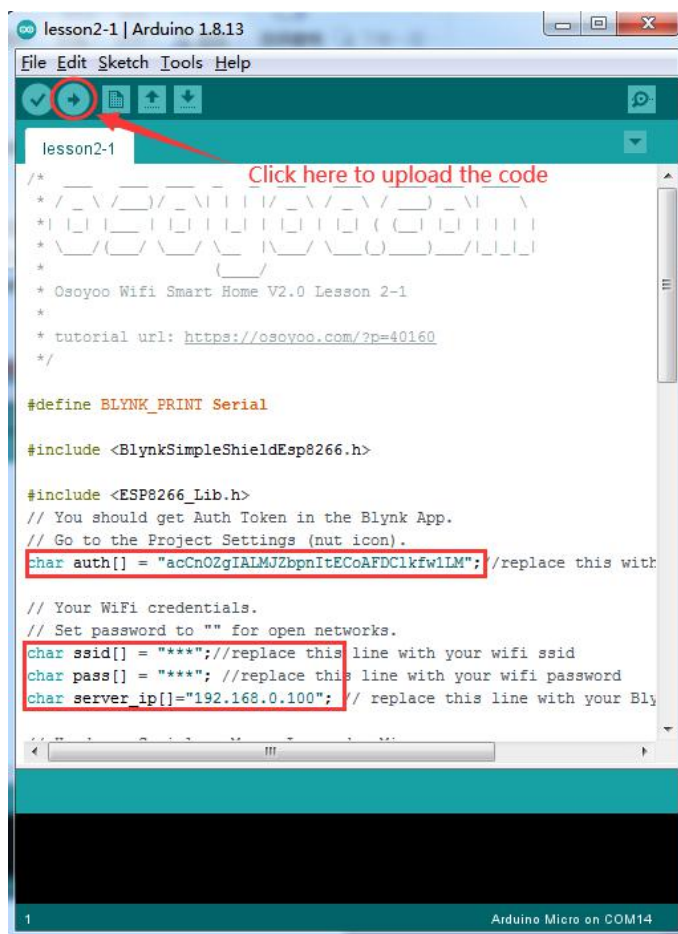 lesson2-1 | Arduino 1.8.13
File Edit Sketch Tools Help
lesson2-1
Click here to upload the code
/*
* Osoyoo Wifi Smart Home V2.0 Lesson 2-1
*
* tutorial url: https://osoyoo.com/?p=40160
*/
#define BLYNK_PRINT Serial
#include <BlynkSimpleShieldEsp8266.h>
#include <ESP8266_Lib.h>
// You should get Auth Token in the Blynk App.
// Go to the Project Settings (nut icon).
char auth[] = "acCnOZgIALMJZbpnItECoAFDClkfw1LM";//replace this with
// Your WiFi credentials.
// Set password to "" for open networks.
char ssid[] = "***";//replace this line with your wifi ssid
char pass[] = "***"; //replace this line with your wifi password
char server_ip[]="192.168.0.100"; // replace this line with your Bly
1
Arduino Micro on COM14